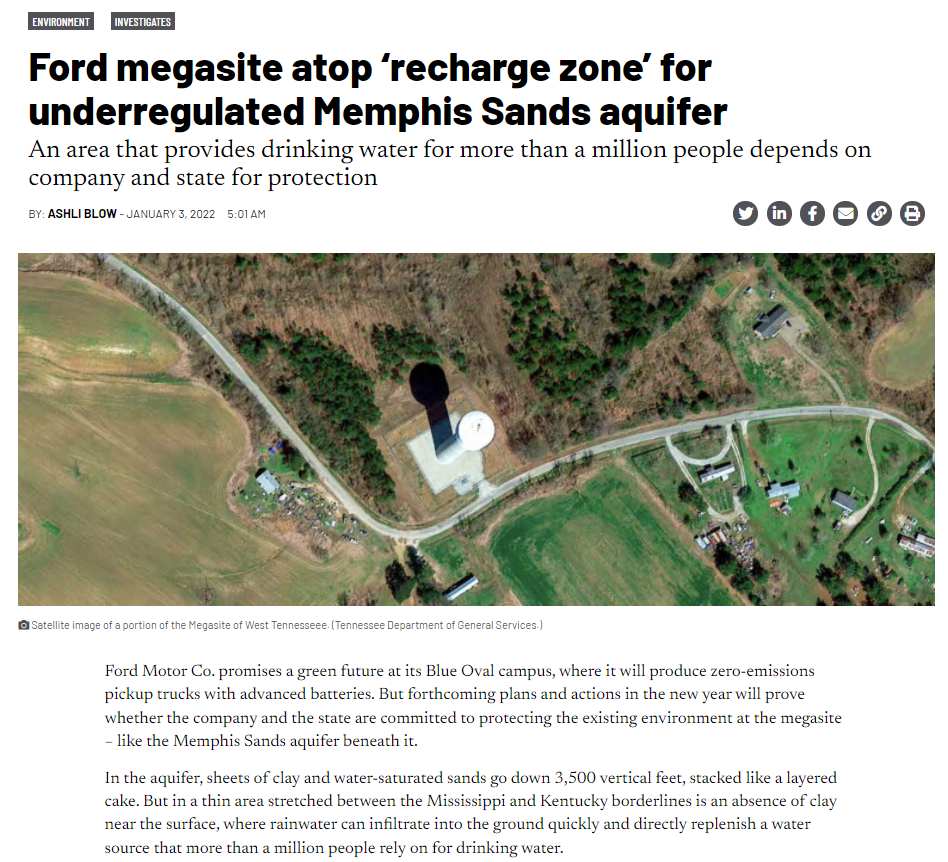 ENVIRONMENT INVESTIGATES
Ford megasite atop ‘recharge zone’ for
underregulated Memphis Sands aquifer
An area that provides drinking water for more than a million people depends on
company and state for protection
BY: ASHLI BLOW - JANUARY 3, 2022 5:01 AM
Satellite image of a portion of the Megasite of West Tennesseee. (Tennessee Department of General Services.)
Ford Motor Co. promises a green future at its Blue Oval campus, where it will produce zero-emissions
pickup trucks with advanced batteries. But forthcoming plans and actions in the new year will prove
whether the company and the state are committed to protecting the existing environment at the megasite
– like the Memphis Sands aquifer beneath it.
In the aquifer, sheets of clay and water-saturated sands go down 3,500 vertical feet, stacked like a layered
cake. But in a thin area stretched between the Mississippi and Kentucky borderlines is an absence of clay
near the surface, where rainwater can infiltrate into the ground quickly and directly replenish a water
source that more than a million people rely on for drinking water.